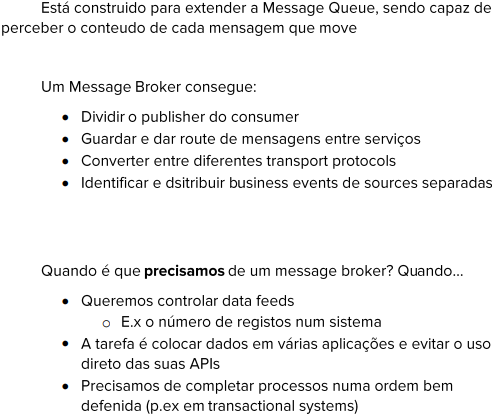 Está construido para extender a Message Queue, sendo capaz de
perceber o conteudo de cada mensagem que move
Um Message Broker consegue:
• Dividir o publisher do consumer
• Guardar e dar route de mensagens entre serviços
• Converter entre diferentes transport protocols
• Identificar e dsitribuir business events de sources separadas
Quando é que precisamos de um message broker? Quando...
• Queremos controlar data feeds
○ E.x o número de registos num sistema
• A tarefa é colocar dados em várias aplicações e evitar o uso
direto das suas APIs
• Precisamos de completar processos numa ordem bem
defenida (p.ex em transactional systems)